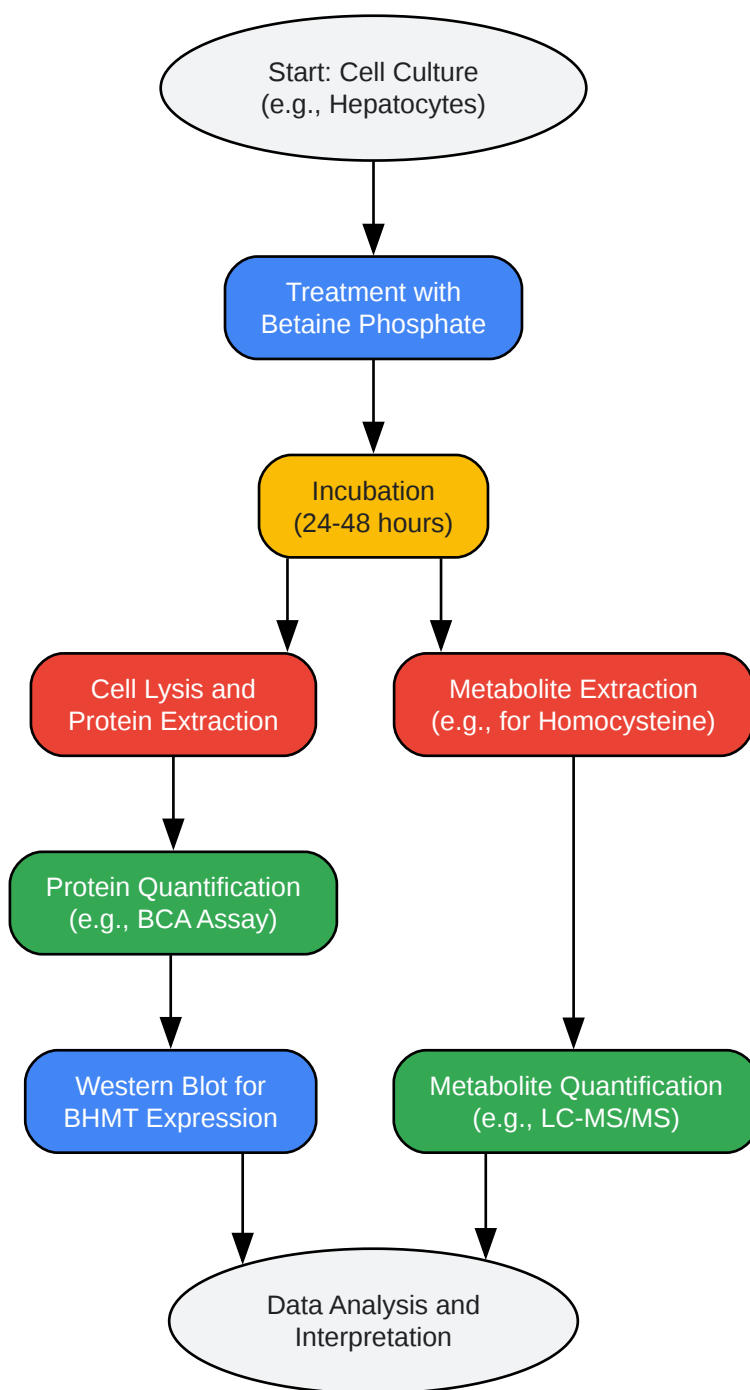 Start: Cell Culture
(e.g., Hepatocytes)
Treatment with
Betaine Phosphate
Incubation
(24-48 hours)
Cell Lysis and
Protein Extraction
Metabolite Extraction
(e.g., for Homocysteine)
Protein Quantification
(e.g., BCA Assay)
Western Blot for
BHMT Expression
Metabolite Quantification
(e.g., LC-MS/MS)
Data Analysis and
Interpretation